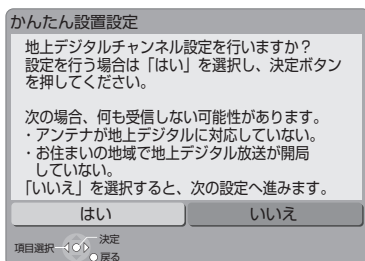 かんたん設置設定
地上デジタルチャンネル設定を行いますか？
設定を行う場合は「はい」を選択し、決定ボタン
を押してください。
次の場合、何も受信しない可能性があります。
・アンテナが地上デジタルに対応していない。
・お住まいの地域で地上デジタル放送が開局
していない。
「いいえ」を選択すると、次の設定へ進みます。
はい いいえ
決定
項目選択
戻る